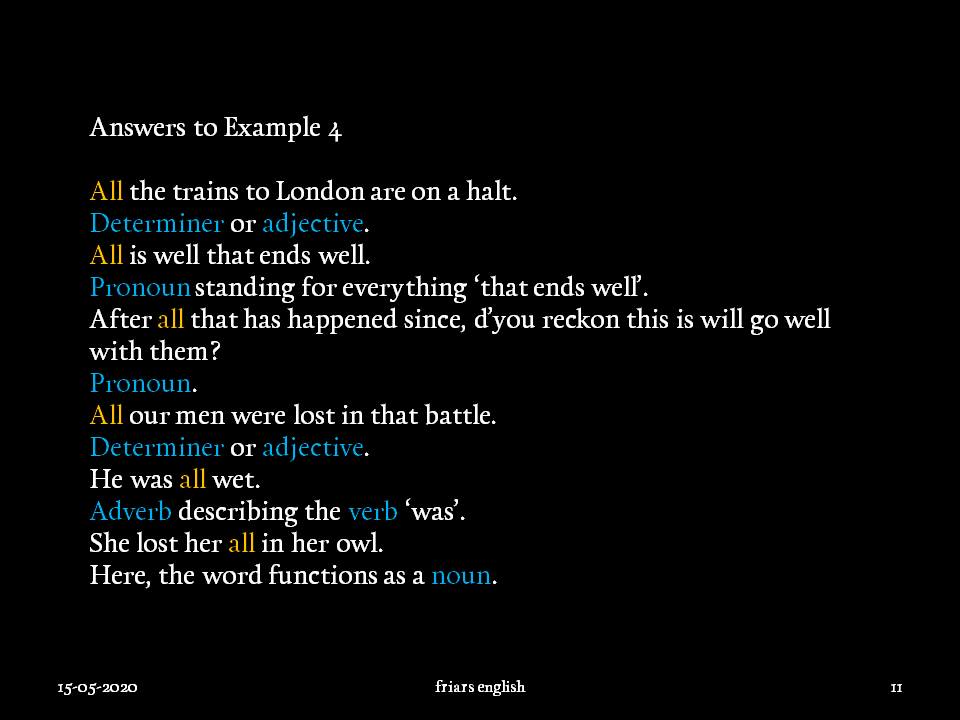 Answers to Example 4
All the trains to London are on a halt.
Determiner or adjective.
All is well that ends well.
Pronoun standing for everything ‘that ends well’.
After all that has happened since, d’you reckon this is will go well
with them?
Pronoun.
All our men were lost in that battle.
Determiner or adjective.
He was all wet.
Adverb describing the verb ‘was’.
She lost her all in her owl.
Here, the word functions as a noun.
15-05-2020
friars english
11